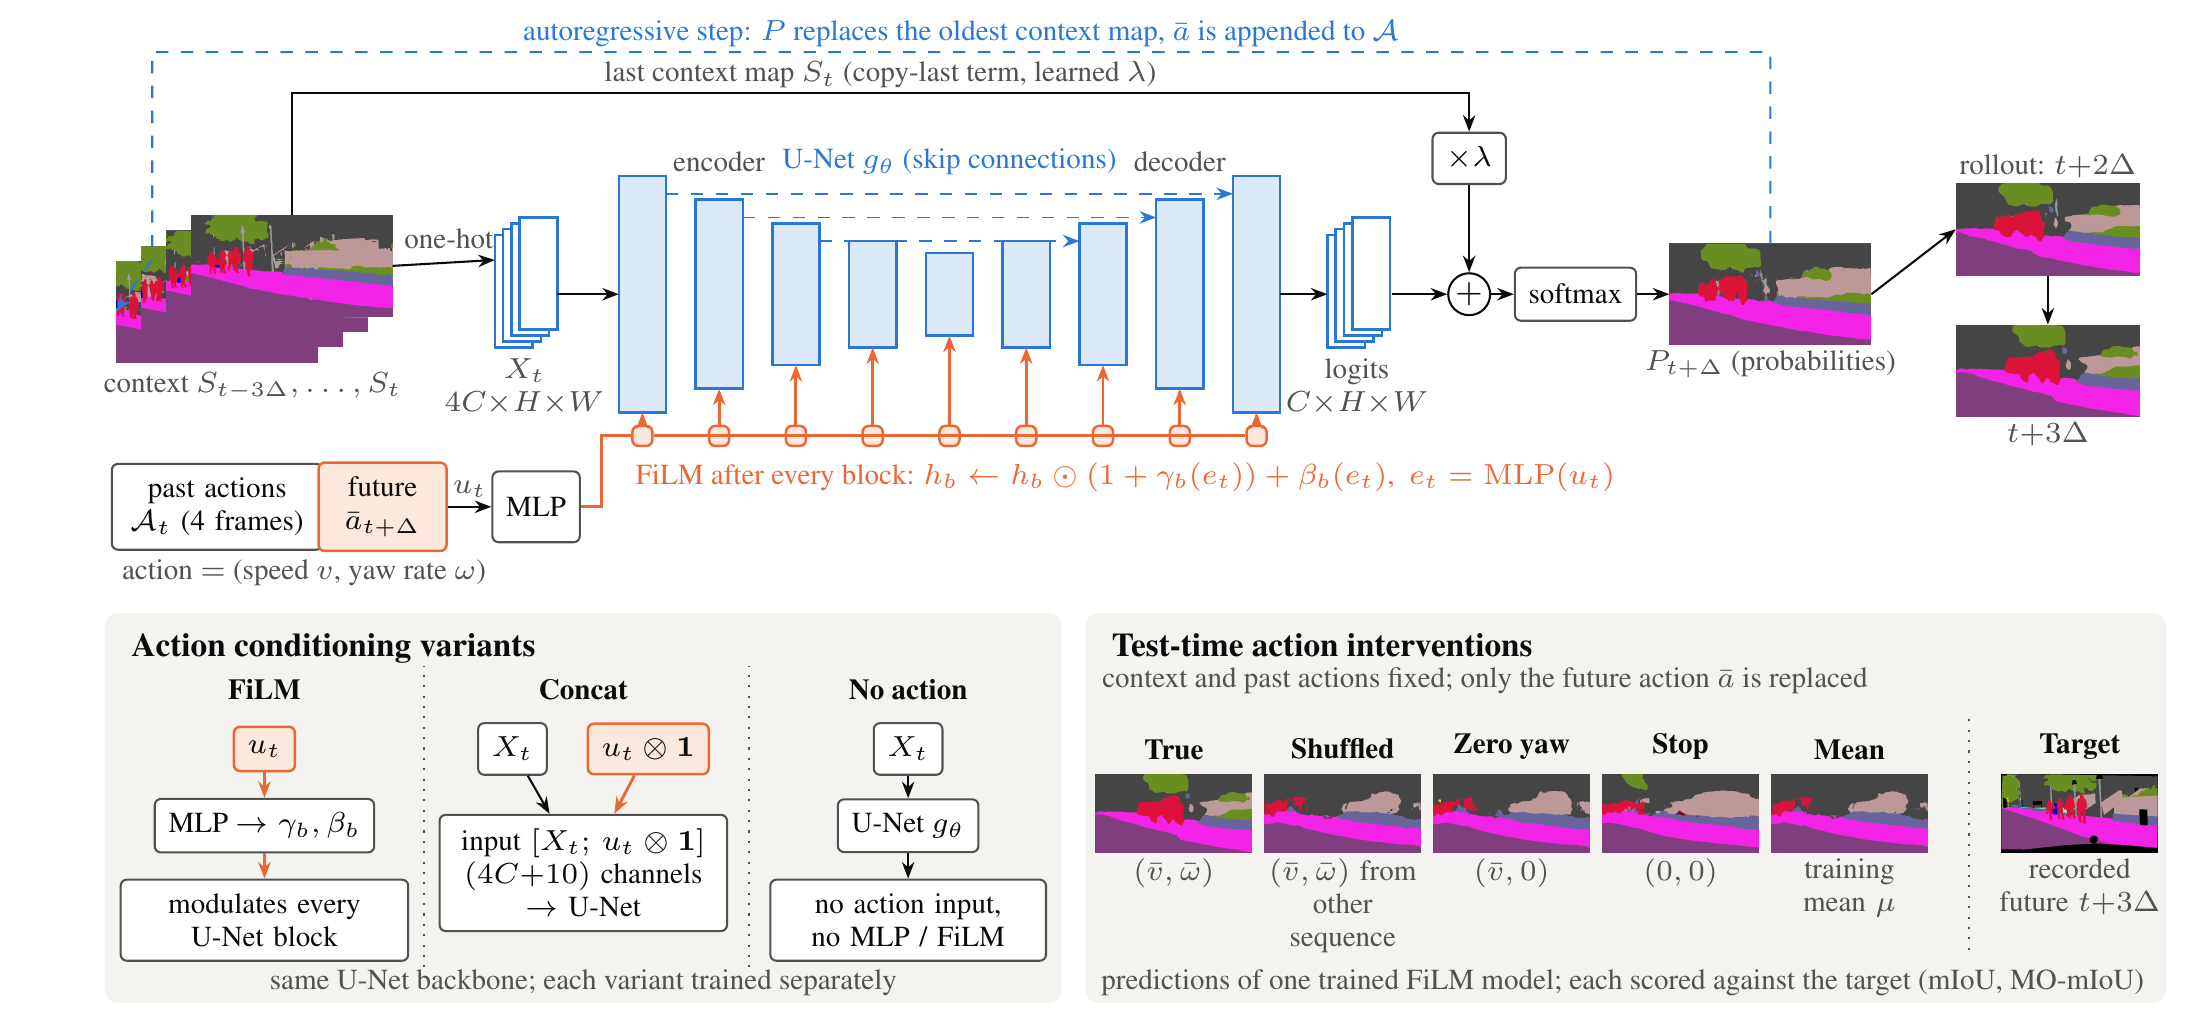 autoregressive step: P replaces the oldest context map, ā is appended to 𝒜
last context map S_t (copy-last term, learned λ)
×λ
encoder U-Net g_θ (skip connections) decoder
rollout: t+2Δ
one-hot
+
softmax
X_t
4C×H×W
logits
C×H×W
P_{t+Δ} (probabilities)
context S_{t−3Δ}, . . . , S_t
t+3Δ
past actions
𝒜_t (4 frames)
future
ā_{t+Δ}
u_t
MLP
FiLM after every block: h_b ← h_b ⊙ (1 + γ_b(e_t)) + β_b(e_t), e_t = MLP(u_t)
action = (speed v, yaw rate ω)
Action conditioning variants
FiLM
u_t
MLP → γ_b, β_b
modulates every
U-Net block
Concat
X_t
u_t ⊗ 1
input [X_t; u_t ⊗ 1]
(4C+10) channels
→ U-Net
No action
X_t
U-Net g_θ
no action input,
no MLP / FiLM
same U-Net backbone; each variant trained separately
Test-time action interventions
context and past actions fixed; only the future action ā is replaced
True
(v̄, ω̄)
Shuffled
(v̄, ω̄) from
other
sequence
Zero yaw
(v̄, 0)
Stop
(0, 0)
Mean
training
mean μ
Target
recorded
future t+3Δ
predictions of one trained FiLM model; each scored against the target (mIoU, MO-mIoU)